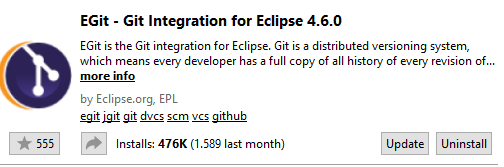 EGit - Git Integration for Eclipse 4.6.0
EGit is the Git integration for Eclipse. Git is a distributed versioning system,
which means every developer has a full copy of all history of every revision of...
more info
by Eclipse.org, EPL
egit jgit git dvcs scm vcs github
555 Installs: 476K (1.589 last month) Update Uninstall